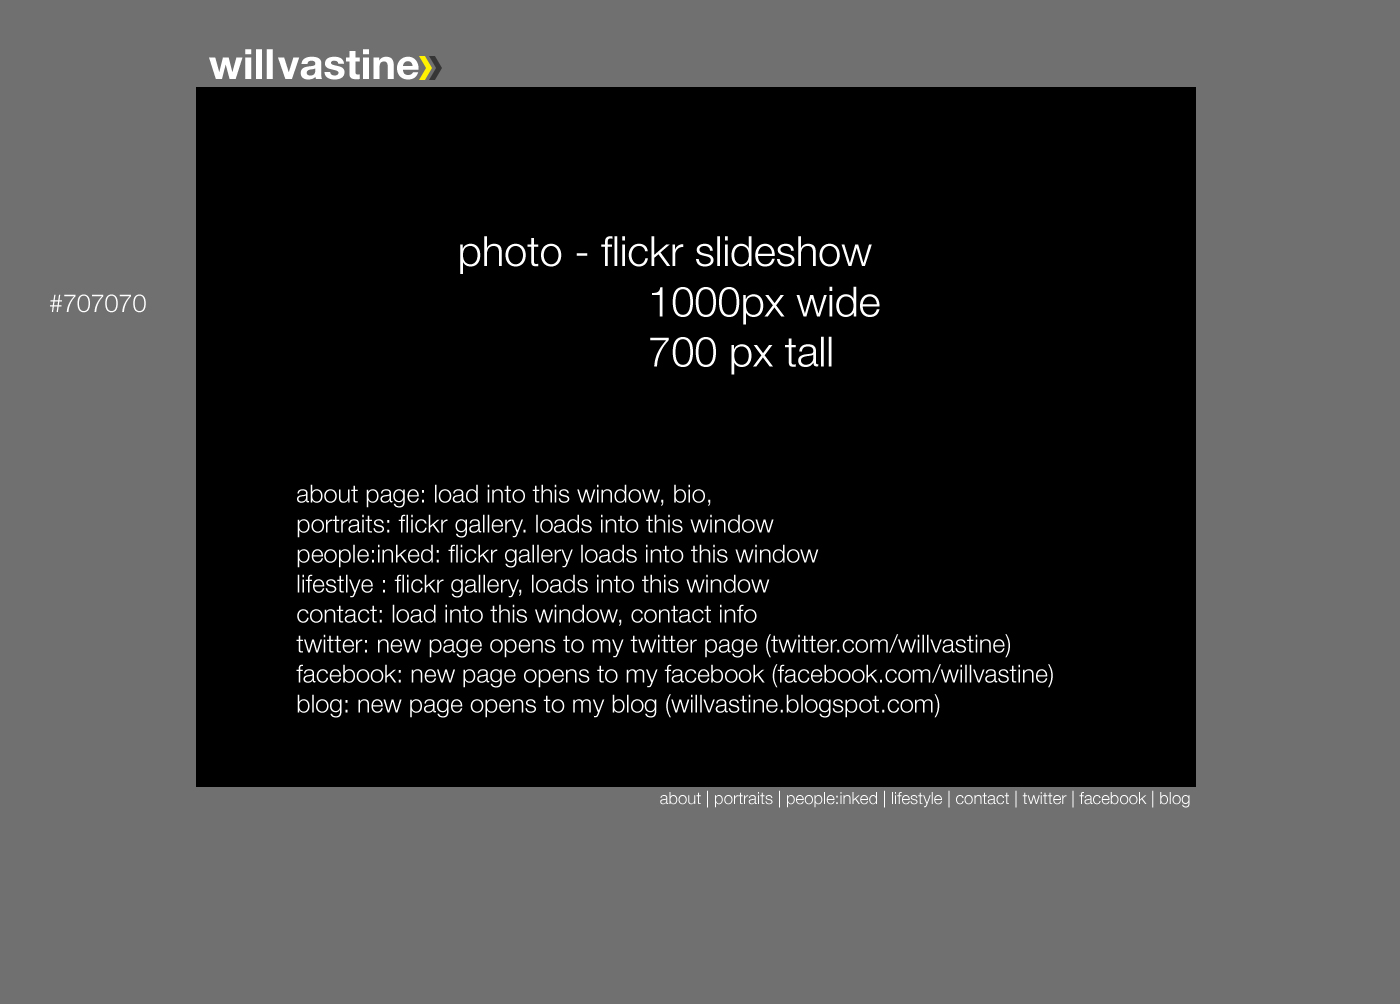 willvastine
photo - flickr slideshow
1000px wide
#707070
700 px tall
about page: load into this window, bio,
portraits: flickr gallery. loads into this window
people:inked: flickr gallery loads into this window
lifestlye : flickr gallery, loads into this window
contact: load into this window, contact info
twitter: new page opens to my twitter page (twitter.com/willvastine)
facebook: new page opens to my facebook (facebook.com/willvastine)
blog: new page opens to my blog (willvastine.blogspot.com)
about | portraits | people:inked | lifestyle | contact | twitter | facebook | blog